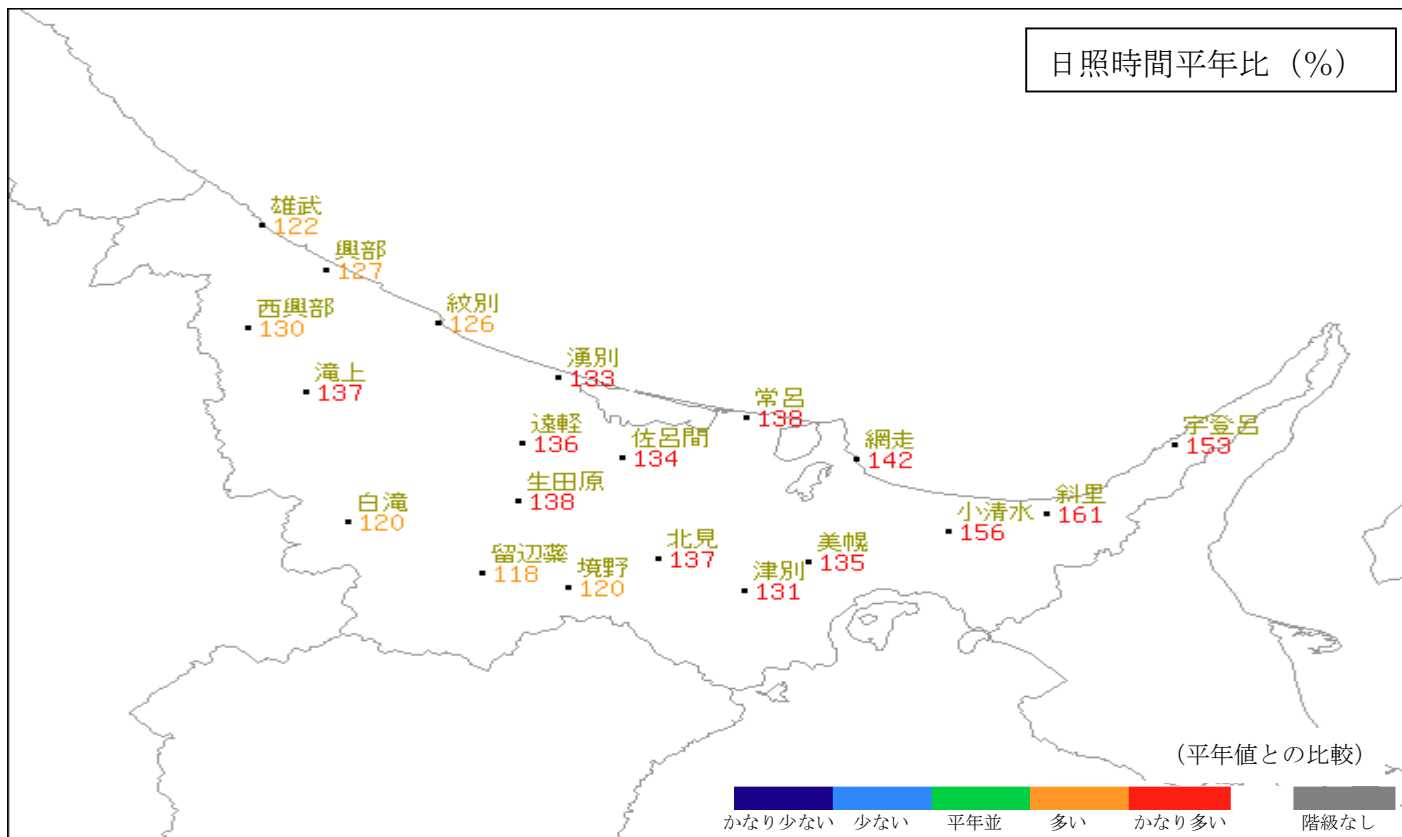 日照時間平年比（%）
雄武
122
興部
127
西興部
130
紋別
126
滝上
137
湧別
133
常呂
138
遠軽
136
佐呂間
134
網走
142
宇登呂
153
生田原
138
白滝
120
小清水
156
斜里
161
留辺蘂
118
境野
120
北見
137
津別
131
美幌
135
（平年値との比較）
かなり少ない 少ない 平年並 多い かなり多い 階級なし